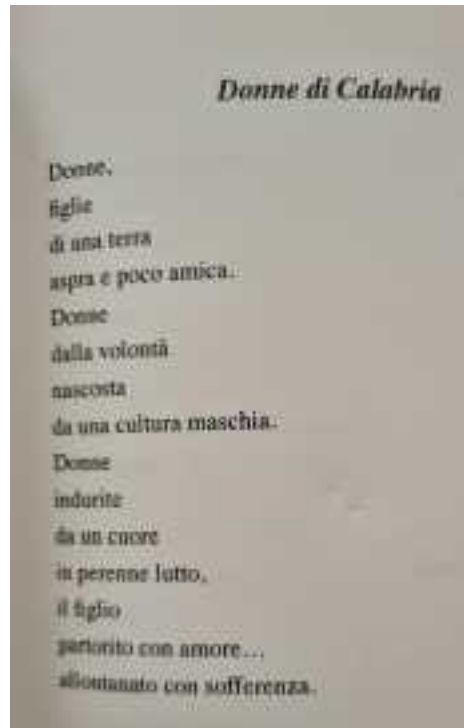 Donne di Calabria
Donne,
figlie
di una terra
aspra e poco amica.
Donne
dalla volontà
nascosta
da una cultura maschia.
Donne
indurite
da un cuore
in perenne lutto,
il figlio
partorito con amore…
allontanato con sofferenza.